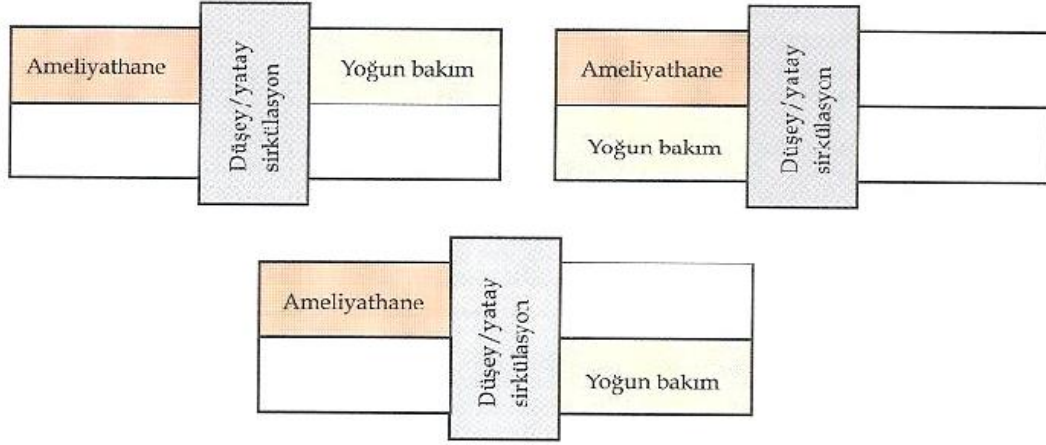 Ameliyathane
Düşey/yatay
sirkülasyon
Yoğun bakım
Ameliyathane
Yoğun bakım
Düşey/yatay
sirkülasyon
Ameliyathane
Düşey/yatay
sirkülasyon
Yoğun bakım